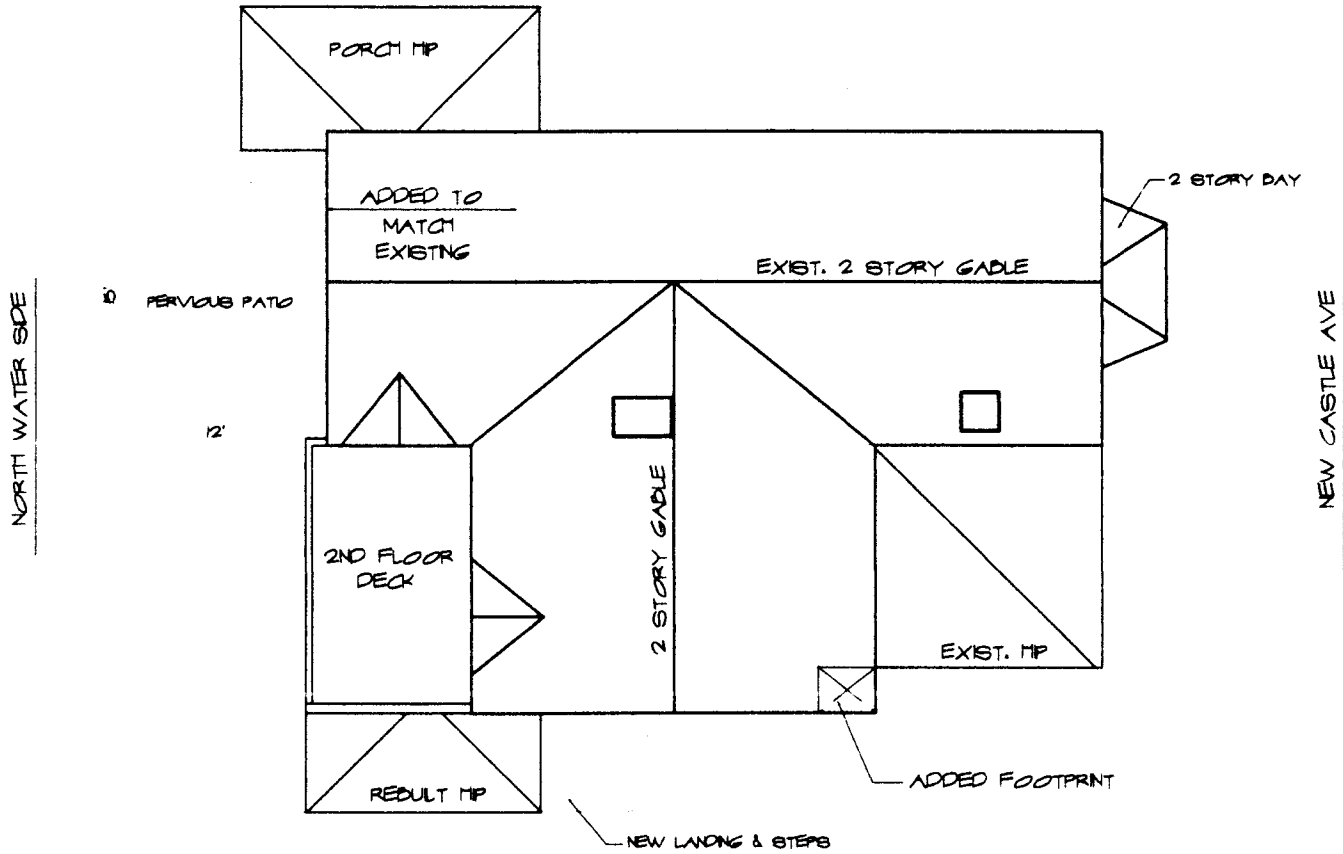 PORCH HIP
2 STORY BAY
ADDED TO
MATCH
EXISTING
EXIST. 2 STORY GABLE
NORTH WATER SIDE
PERVIOUS PATIO
NEW CASTLE AVE
12'
2ND FLOOR
DECK
2 STORY GABLE
EXIST. HIP
ADDED FOOTPRINT
REBUILT HIP
NEW LANDING & STEPS